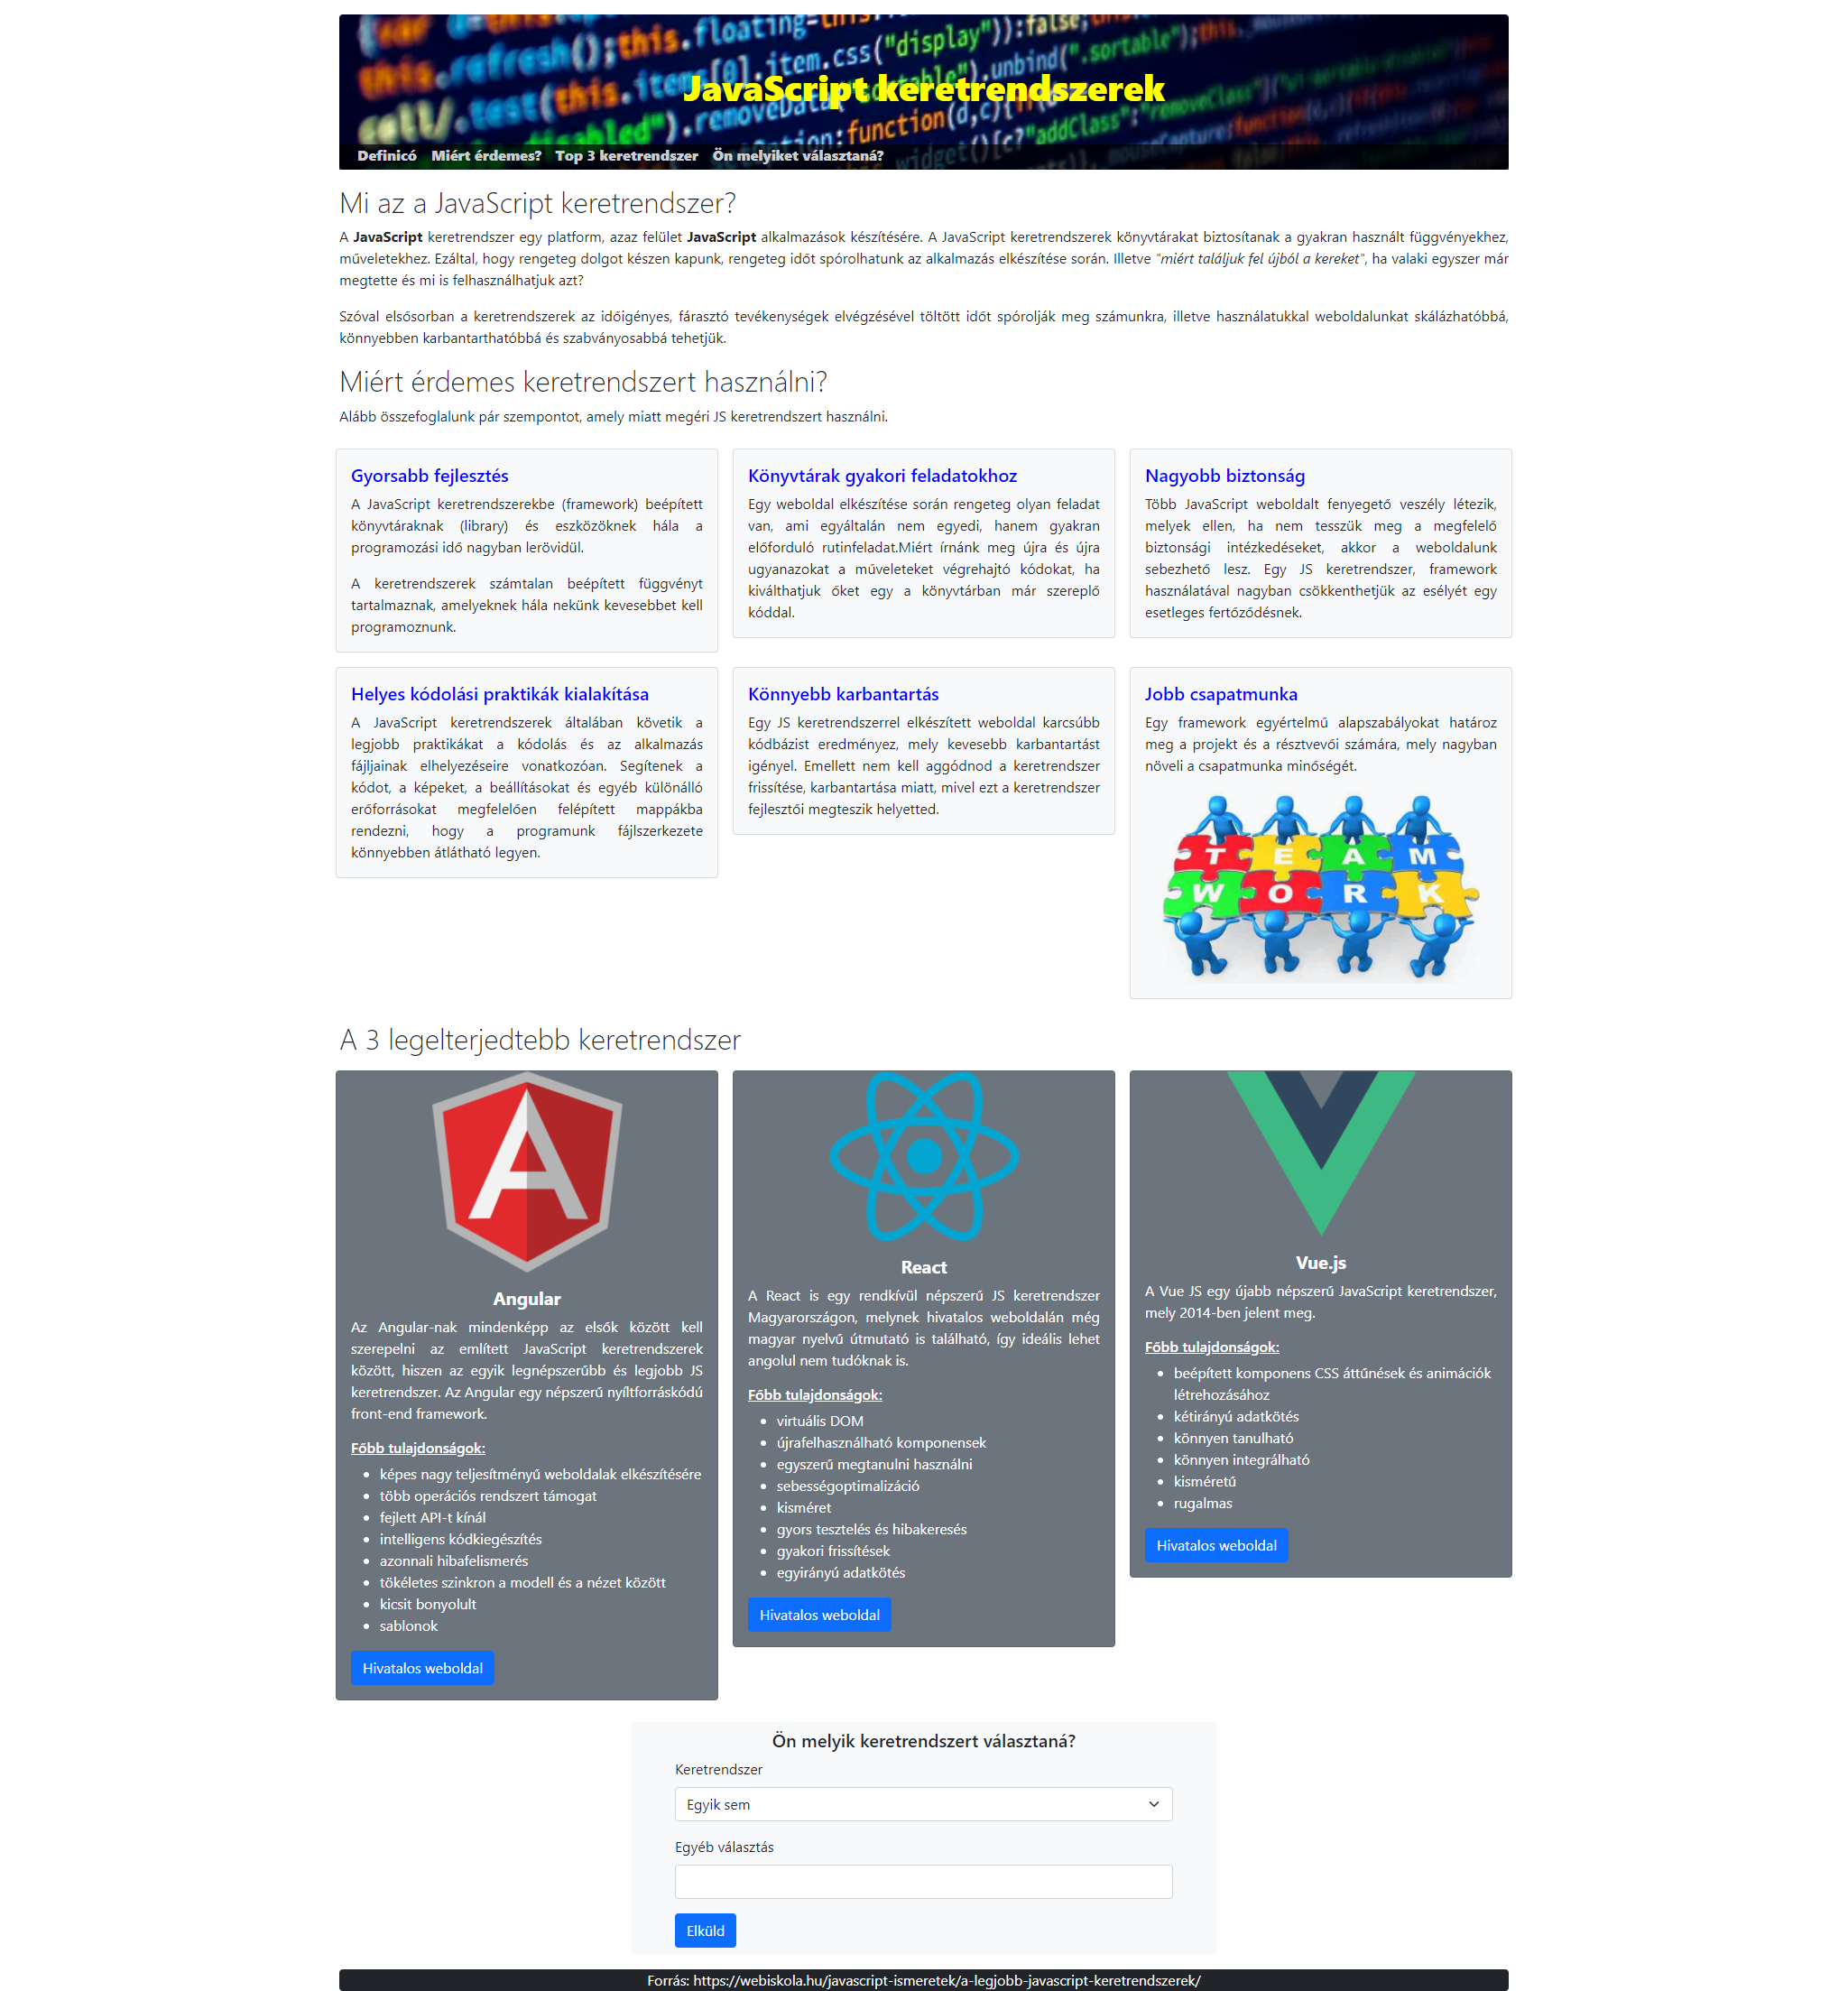 JavaScript keretrendszerek
Definicó Miért érdemes? Top 3 keretrendszer Ön melyiket választaná?
Mi az a JavaScript keretrendszer?
A JavaScript keretrendszer egy platform, azaz felület JavaScript alkalmazások készítésére. A JavaScript keretrendszerek könyvtárakat biztosítanak a gyakran használt függvényekhez,
műveletekhez. Ezáltal, hogy rengeteg dolgot készen kapunk, rengeteg időt spórolhatunk az alkalmazás elkészítése során. Illetve "miért találjuk fel újból a kereket", ha valaki egyszer már
megtette és mi is felhasználhatjuk azt?
Szóval elsősorban a keretrendszerek az időigényes, fárasztó tevékenységek elvégzésével töltött időt spórolják meg számunkra, illetve használatukkal weboldalunkat skálázhatóbbá,
könnyebben karbantarthatóbbá és szabványosabbá tehetjük.
Miért érdemes keretrendszert használni?
Alább összefoglalunk pár szempontot, amely miatt megéri JS keretrendszert használni.
Gyorsabb fejlesztés
A JavaScript keretrendszerekbe (framework) beépített
könyvtáraknak (library) és eszközöknek hála a
programozási idő nagyban lerövidül.
A keretrendszerek számtalan beépített függvényt
tartalmaznak, amelyeknek hála nekünk kevesebbet kell
programoznunk.
Könyvtárak gyakori feladatokhoz
Egy weboldal elkészítése során rengeteg olyan feladat
van, ami egyáltalán nem egyedi, hanem gyakran
előforduló rutinfeladat.Miért írnánk meg újra és újra
ugyanazokat a műveleteket végrehajtó kódokat, ha
kiválthatjuk őket egy a könyvtárban már szereplő
kóddal.
Nagyobb biztonság
Több JavaScript weboldalt fenyegető veszély létezik,
melyek ellen, ha nem tesszük meg a megfelelő
biztonsági intézkedéseket, akkor a weboldalunk
sebezhető lesz. Egy JS keretrendszer, framework
használatával nagyban csökkenthetjük az esélyét egy
esetleges fertőződésnek.
Helyes kódolási praktikák kialakítása
A JavaScript keretrendszerek általában követik a
legjobb praktikákat a kódolás és az alkalmazás
fájljainak elhelyezéseire vonatkozóan. Segítenek a
kódot, a képeket, a beállításokat és egyéb különálló
erőforrásokat megfelelően felépített mappákba
rendezni, hogy a programunk fájlszerkezete
könnyebben átlátható legyen.
Könnyebb karbantartás
Egy JS keretrendszerrel elkészített weboldal karcsúbb
kódbázist eredményez, mely kevesebb karbantartást
igényel. Emellett nem kell aggódnod a keretrendszer
frissítése, karbantartása miatt, mivel ezt a keretrendszer
fejlesztői megteszik helyetted.
Jobb csapatmunka
Egy framework egyértelmű alapszabályokat határoz
meg a projekt és a résztvevői számára, mely nagyban
növeli a csapatmunka minőségét.
TEAM
WORK
A 3 legelterjedtebb keretrendszer
Angular
Az Angular-nak mindenképp az elsők között kell
szerepelni az említett JavaScript keretrendszerek
között, hiszen az egyik legnépszerűbb és legjobb JS
keretrendszer. Az Angular egy népszerű nyíltforráskódú
front-end framework.
Főbb tulajdonságok:
képes nagy teljesítményű weboldalak elkészítésére
több operációs rendszert támogat
fejlett API-t kínál
intelligens kódkiegészítés
azonnali hibafelismerés
tökéletes szinkron a modell és a nézet között
kicsit bonyolult
sablonok
Hivatalos weboldal
React
A React is egy rendkívül népszerű JS keretrendszer
Magyarországon, melynek hivatalos weboldalán még
magyar nyelvű útmutató is található, így ideális lehet
angolul nem tudóknak is.
Főbb tulajdonságok:
virtuális DOM
újrafelhasználható komponensek
egyszerű megtanulni használni
sebességoptimalizáció
kisméret
gyors tesztelés és hibakeresés
gyakori frissítések
egyirányú adatkötés
Hivatalos weboldal
Vue.js
A Vue JS egy újabb népszerű JavaScript keretrendszer,
mely 2014-ben jelent meg.
Főbb tulajdonságok:
beépített komponens CSS áttűnések és animációk
létrehozásához
kétirányú adatkötés
könnyen tanulható
könnyen integrálható
kisméretű
rugalmas
Hivatalos weboldal
Ön melyik keretrendszert választaná?
Keretrendszer
Egyik sem
Egyéb választás
Elküld
Forrás: https://webiskola.hu/javascript-ismeretek/a-legjobb-javascript-keretrendszerek/